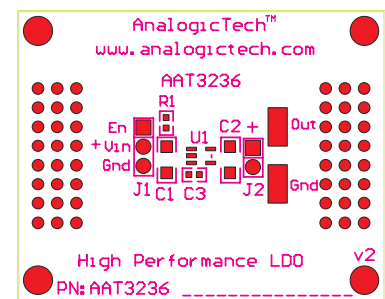 AnalogicTech™
www.analogictech.com
AAT3236
R1
En
+ Vin
Gnd
J1
C1
C3
U1
C2 +
J2
Out
Gnd
High Performance LDO
v2
PN: AAT3236 _______________